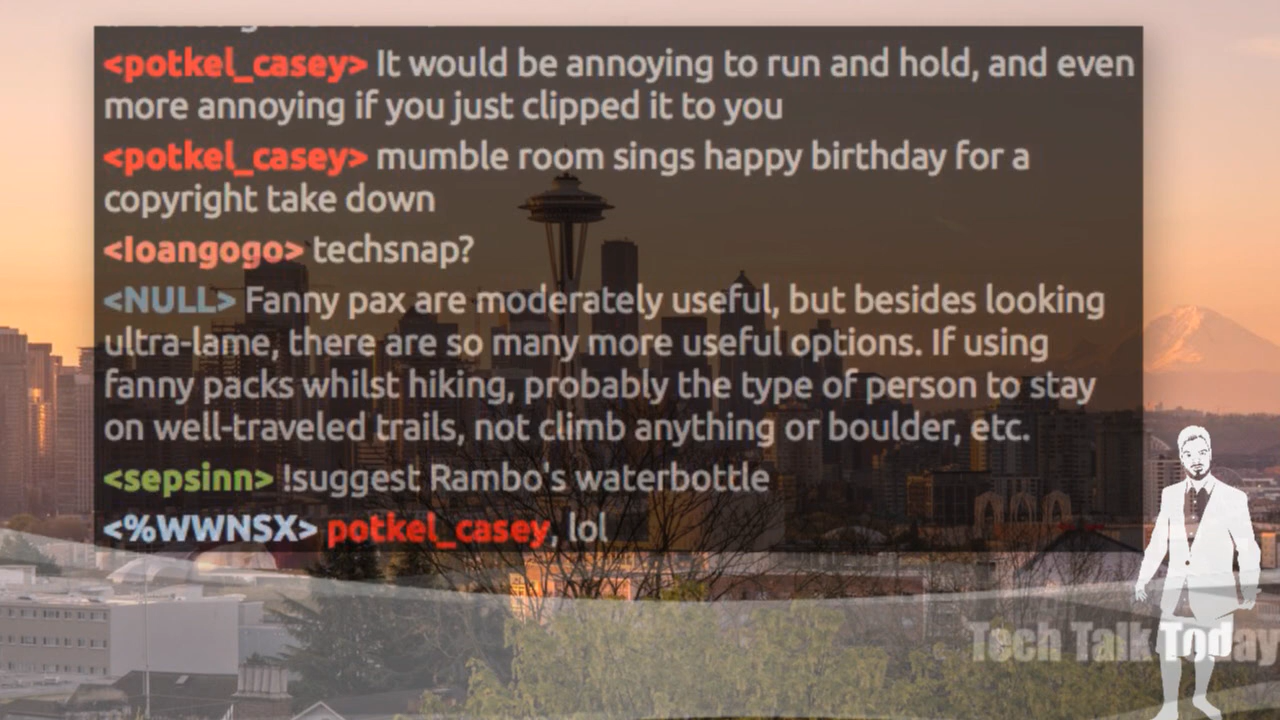 <potkel_casey> It would be annoying to run and hold, and even
more annoying if you just clipped it to you
<potkel_casey> mumble room sings happy birthday for a
copyright take down
<loangogo> techsnap?
<NULL> Fanny pax are moderately useful, but besides looking
ultra-lame, there are so many more useful options. If using
fanny packs whilst hiking, probably the type of person to stay
on well-traveled trails, not climb anything or boulder, etc.
<sepsinn> !suggest Rambo's waterbottle
<%WWNSX> potkel_casey, lol
Tech Talk Today